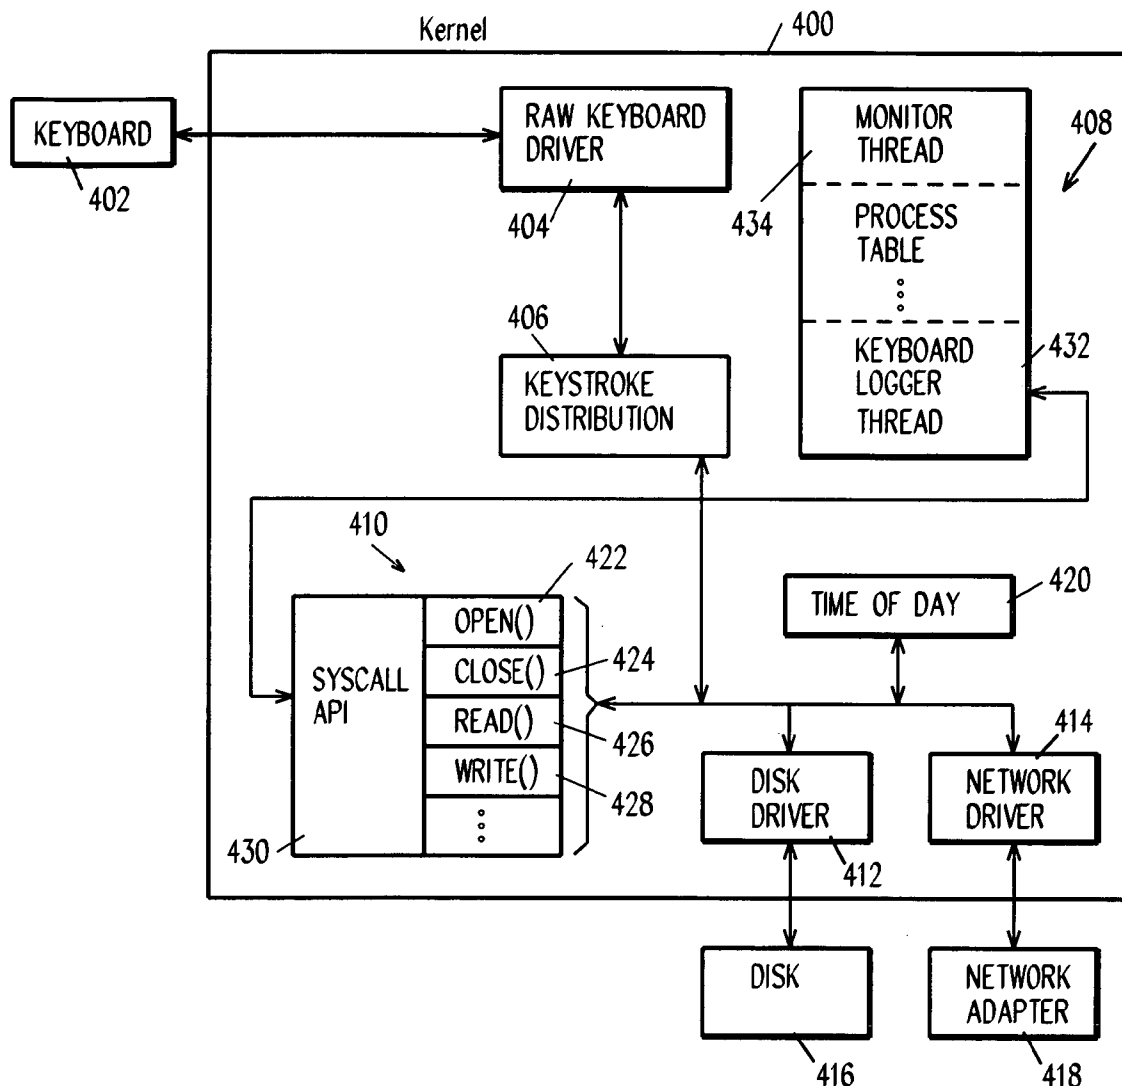 Kernel
400
KEYBOARD
402
RAW KEYBOARD
DRIVER
404
MONITOR
THREAD
434
408
PROCESS
TABLE
406
KEYSTROKE
DISTRIBUTION
KEYBOARD
LOGGER
THREAD
432
410
422
SYSCALL
API
OPEN()
CLOSE()
424
READ()
426
WRITE()
428
430
TIME OF DAY
420
DISK
DRIVER
412
414
NETWORK
DRIVER
DISK
416
NETWORK
ADAPTER
418